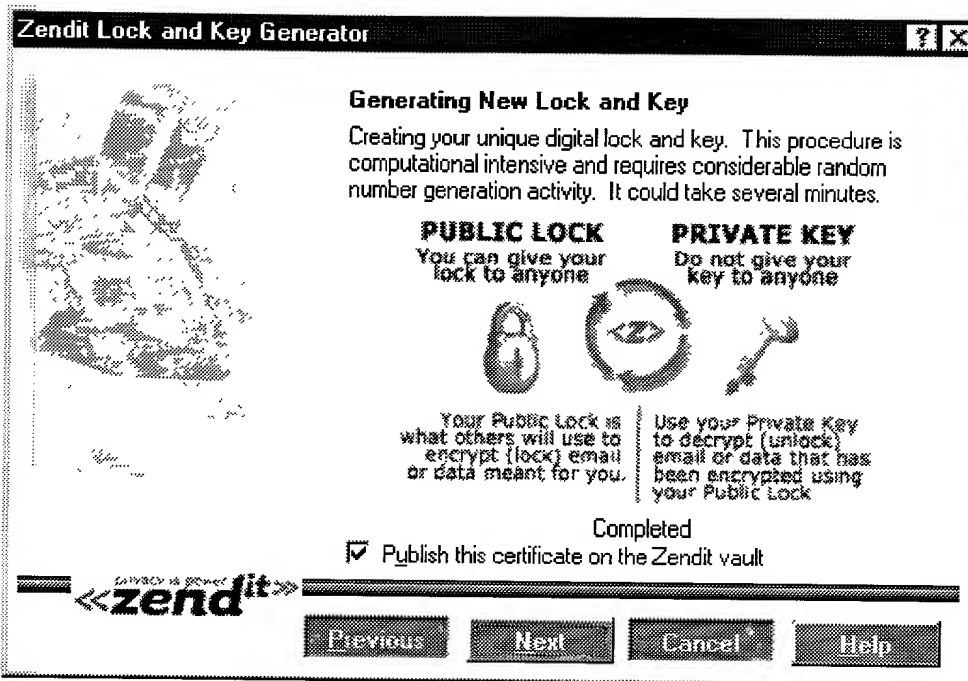 Zendit Lock and Key Generator
? X
Generating New Lock and Key
Creating your unique digital lock and key. This procedure is
computational intensive and requires considerable random
number generation activity. It could take several minutes.
PUBLIC LOCK
You can give your
lock to anyone
PRIVATE KEY
Do not give your
key to anyone
<Z>
Your Public Lock is
what others will use to
encrypt (lock) email
or data meant for you.
Use your Private Key
to decrypt (unlock)
email or data that has
been encrypted using
your Public Lock
Completed
Publish this certificate on the Zendit vault
privacy is power
<<zendit>>
Previous
Next
Cancel
Help